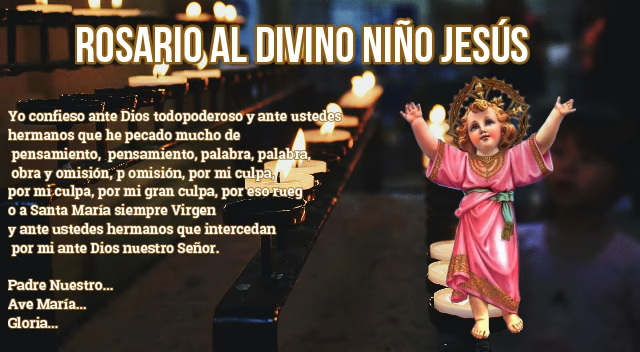 ROSARIO AL DIVINO NIÑO JESÚS
Yo confieso ante Dios todopoderoso y ante ustedes
hermanos que he pecado mucho de
pensamiento, pensamiento, palabra, palabra,
obra y omisión, p omisión, por mi culpa,
por mi culpa, por mi gran culpa, por eso rueg
o a Santa María siempre Virgen
y ante ustedes hermanos que intercedan
por mi ante Dios nuestro Señor.
Padre Nuestro...
Ave María...
Gloria...